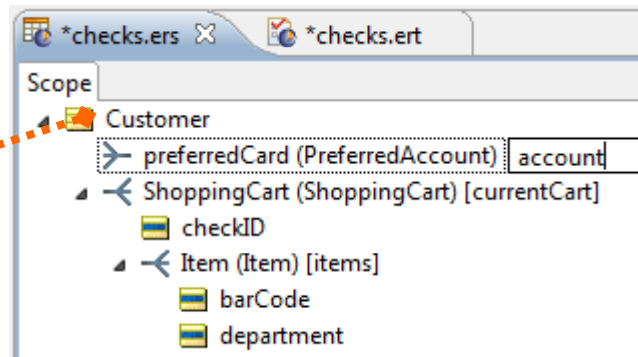 *checks.ers *checks.ert
Scope
Customer
preferredCard (PreferredAccount) account
ShoppingCart (ShoppingCart) [currentCart]
checkID
Item (Item) [items]
barCode
department